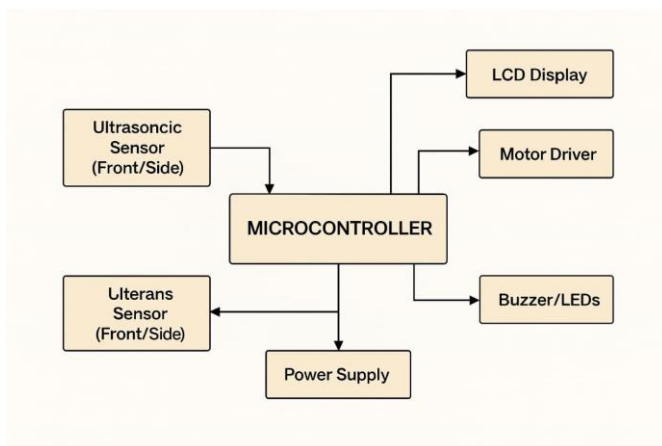 LCD Display
Ultrasoncic
Sensor
(Front/Side)
Motor Driver
MICROCONTROLLER
Ulterans
Sensor
(Front/Side)
Buzzer/LEDs
Power Supply